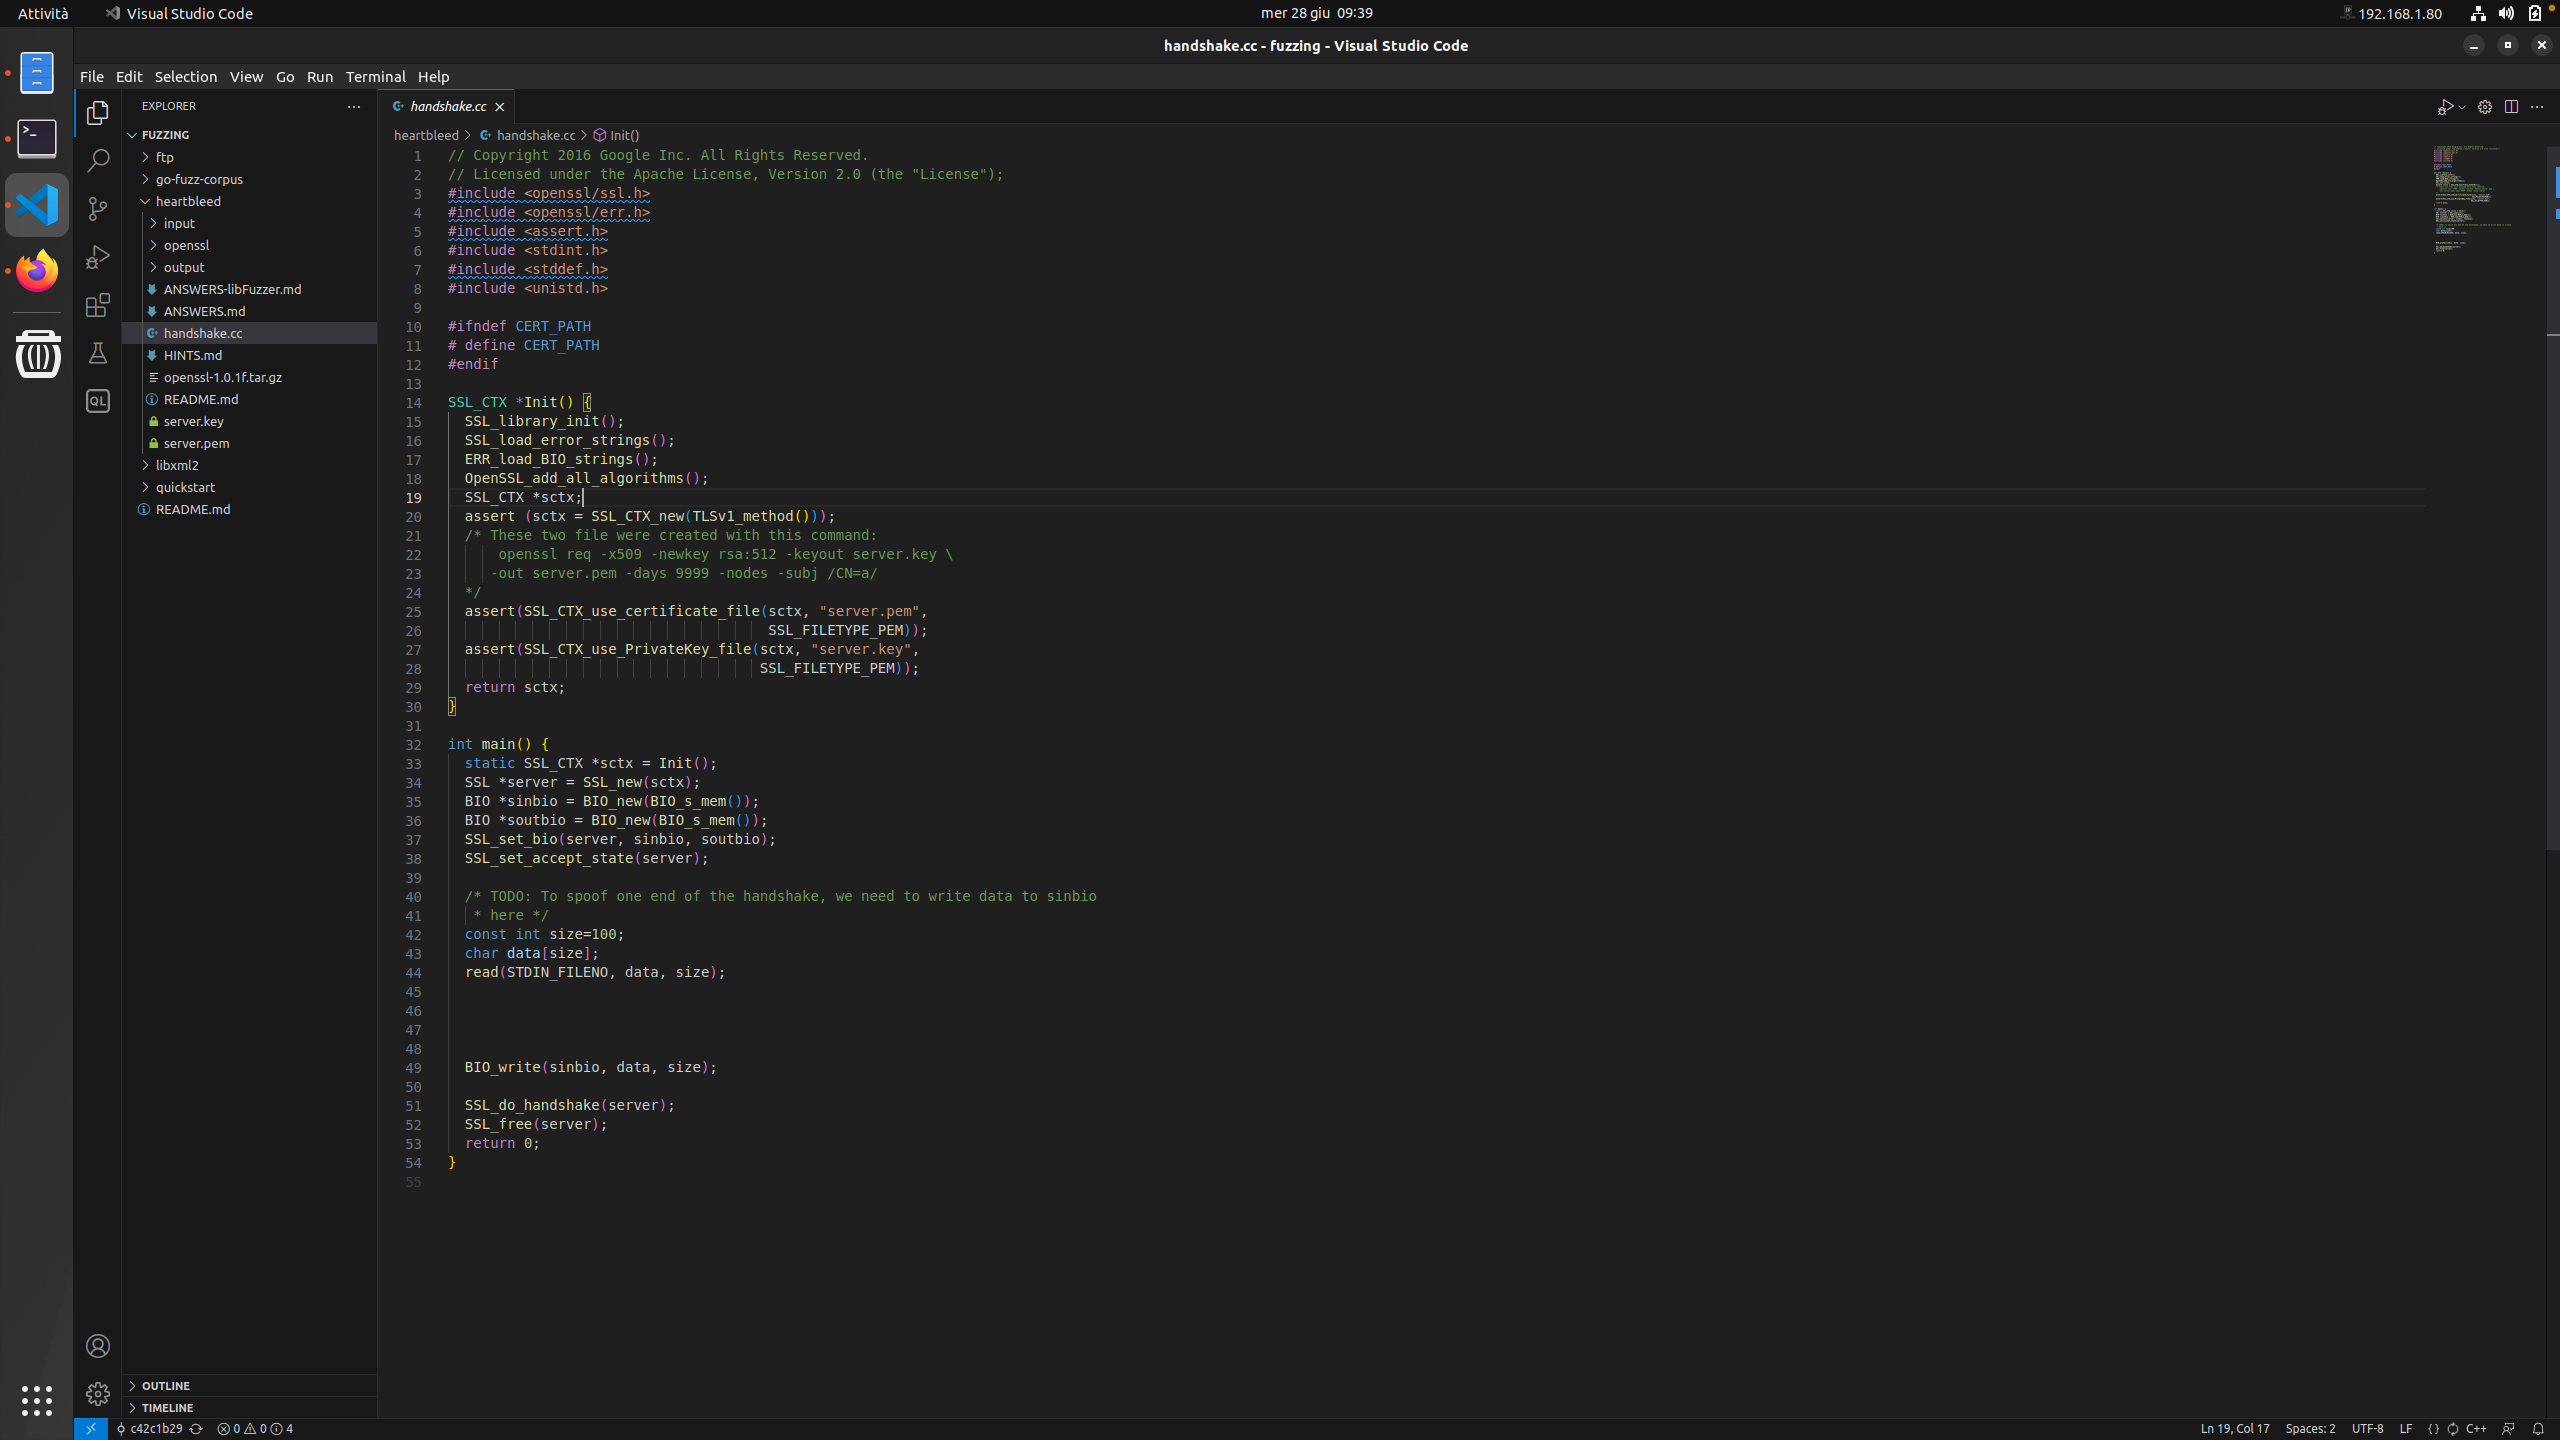 Attività
Visual Studio Code
mer 28 giu 09:39
192.168.1.80
handshake.cc - fuzzing - Visual Studio Code
File Edit Selection View Go Run Terminal Help
EXPLORER
FUZZING
ftp
go-fuzz-corpus
heartbleed
input
openssl
output
ANSWERS-libFuzzer.md
ANSWERS.md
handshake.cc
HINTS.md
openssl-1.0.1f.tar.gz
README.md
server.key
server.pem
libxml2
quickstart
README.md
OUTLINE
TIMELINE
handshake.cc
heartbleed > handshake.cc > Init()
1 // Copyright 2016 Google Inc. All Rights Reserved.
2 // Licensed under the Apache License, Version 2.0 (the "License");
3 #include <openssl/ssl.h>
4 #include <openssl/err.h>
5 #include <assert.h>
6 #include <stdint.h>
7 #include <stddef.h>
8 #include <unistd.h>
9
10 #ifndef CERT_PATH
11 # define CERT_PATH
12 #endif
13
14 SSL_CTX *Init() {
15 SSL_library_init();
16 SSL_load_error_strings();
17 ERR_load_BIO_strings();
18 OpenSSL_add_all_algorithms();
19 SSL_CTX *sctx;
20 assert (sctx = SSL_CTX_new(TLSv1_method()));
21 /* These two file were created with this command:
22 openssl req -x509 -newkey rsa:512 -keyout server.key \
23 -out server.pem -days 9999 -nodes -subj /CN=a/
24 */
25 assert(SSL_CTX_use_certificate_file(sctx, "server.pem",
26 SSL_FILETYPE_PEM));
27 assert(SSL_CTX_use_PrivateKey_file(sctx, "server.key",
28 SSL_FILETYPE_PEM));
29 return sctx;
30 }
31
32 int main() {
33 static SSL_CTX *sctx = Init();
34 SSL *server = SSL_new(sctx);
35 BIO *sinbio = BIO_new(BIO_s_mem());
36 BIO *soutbio = BIO_new(BIO_s_mem());
37 SSL_set_bio(server, sinbio, soutbio);
38 SSL_set_accept_state(server);
39
40 /* TODO: To spoof one end of the handshake, we need to write data to sinbio
41 * here */
42 const int size=100;
43 char data[size];
44 read(STDIN_FILENO, data, size);
45
46
47
48
49 BIO_write(sinbio, data, size);
50
51 SSL_do_handshake(server);
52 SSL_free(server);
53 return 0;
54 }
55
QL
c42c1b29 0 0 4
Ln 19, Col 17 Spaces: 2 UTF-8 LF {} C++